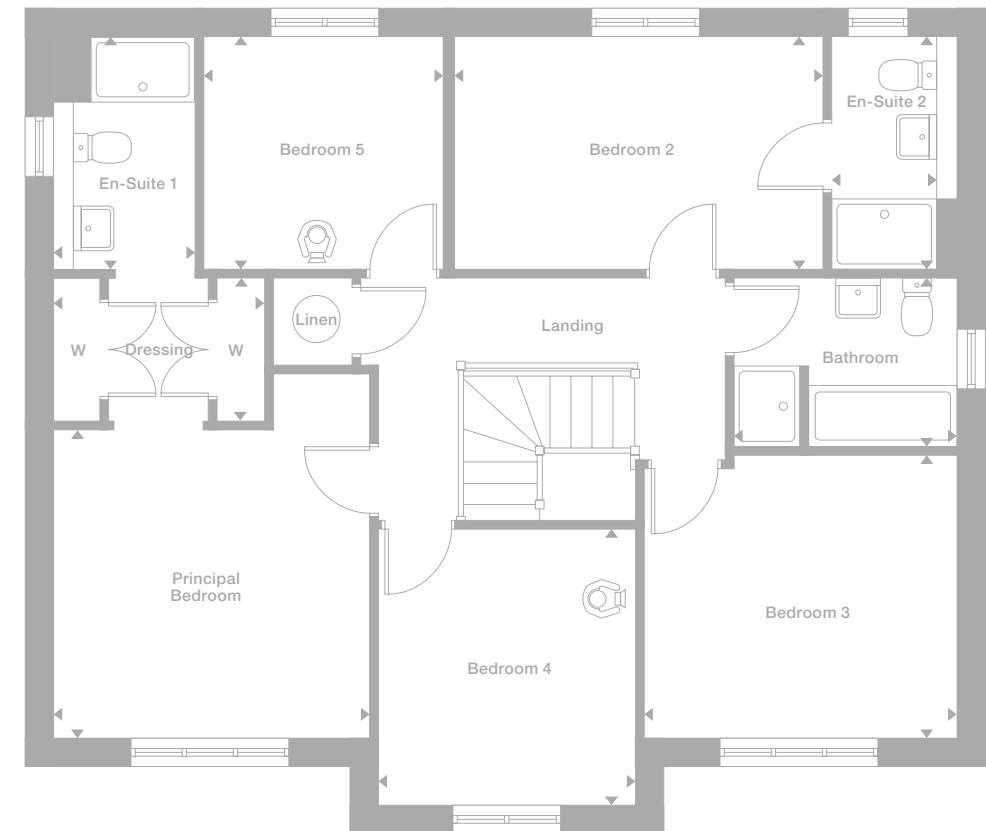 En-Suite 2
Bedroom 5
Bedroom 2
En-Suite 1
Linen
Landing
W
Dressing
W
Bathroom
Principal
Bedroom
Bedroom 3
Bedroom 4